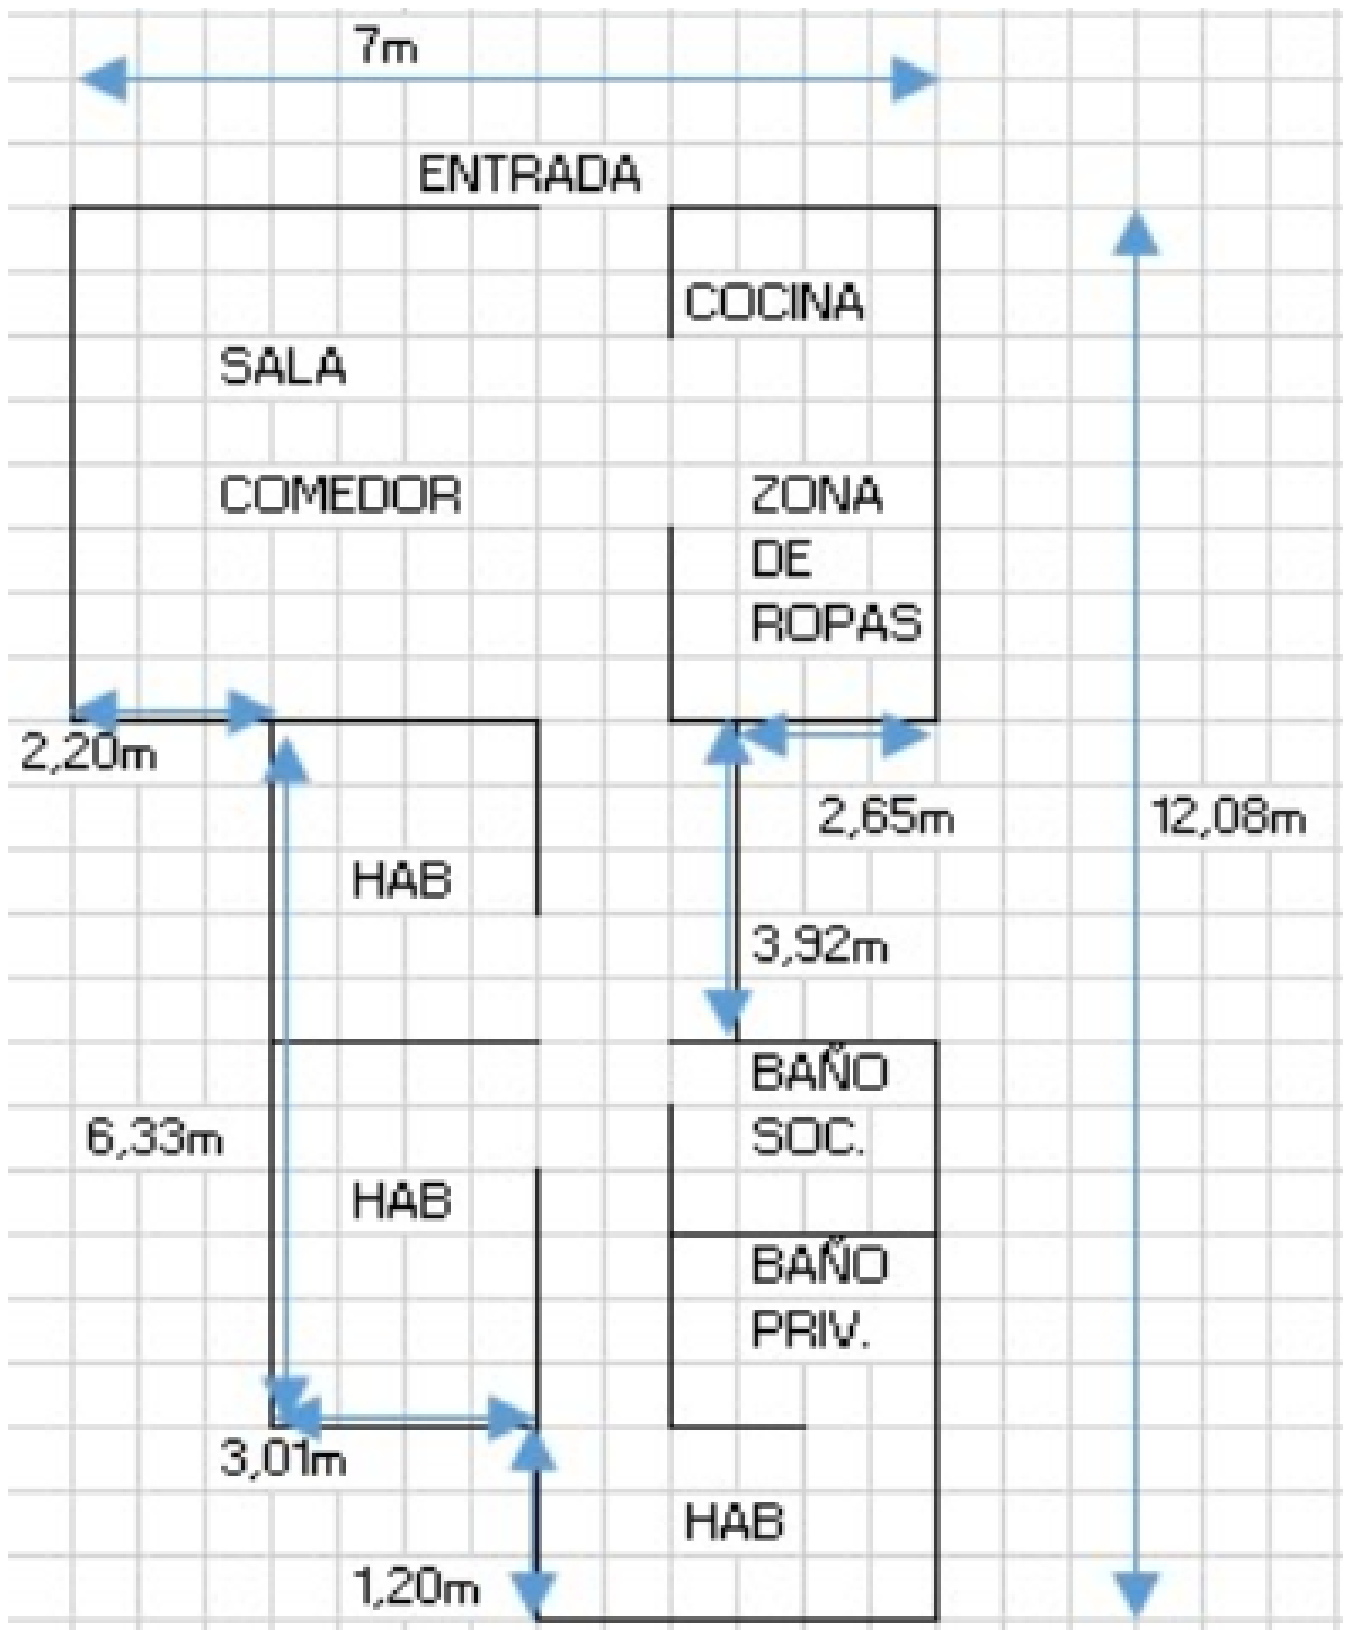 7m
ENTRADA
COCINA
SALA
COMEDOR
ZONA
DE
ROPAS
2,20m
2,65m
12,08m
HAB
3,92m
BAÑO
SOC.
6,33m
HAB
BAÑO
PRIV.
3,01m
HAB
1,20m